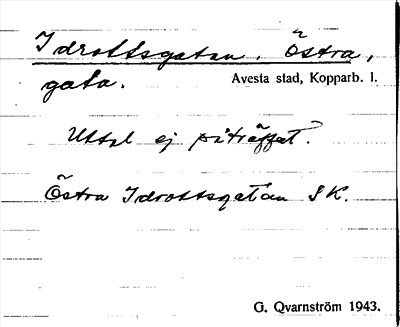 Idrottsgatan, Östra,
gata.
Avesta stad, Kopparb. l.
Uttal ej påträffat.
Östra Idrottsgatan SK.
G. Qvarnström 1943.